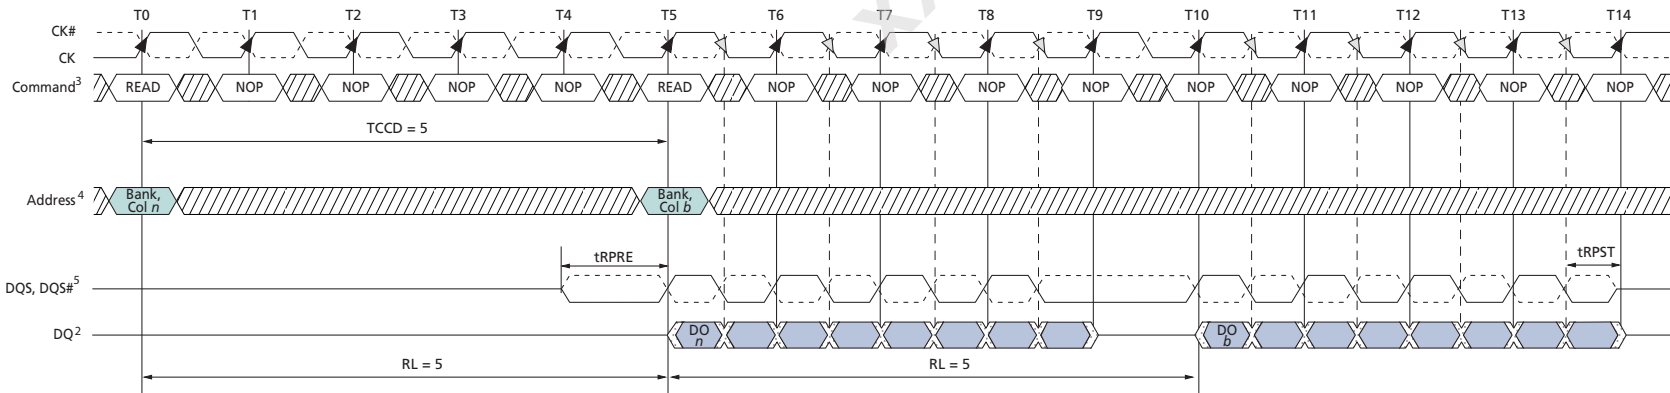 T0 T1 T2 T3 T4 T5 T6 T7 T8 T9 T10 T11 T12 T13 T14
CK#
CK
Command3 READ NOP NOP NOP NOP READ NOP NOP NOP NOP NOP NOP NOP NOP NOP
TCCD = 5
Address4 Bank, Col n Bank, Col b
tRPRE tRPST
DQS, DQS#5
DQ2 DO n DO b
RL = 5 RL = 5